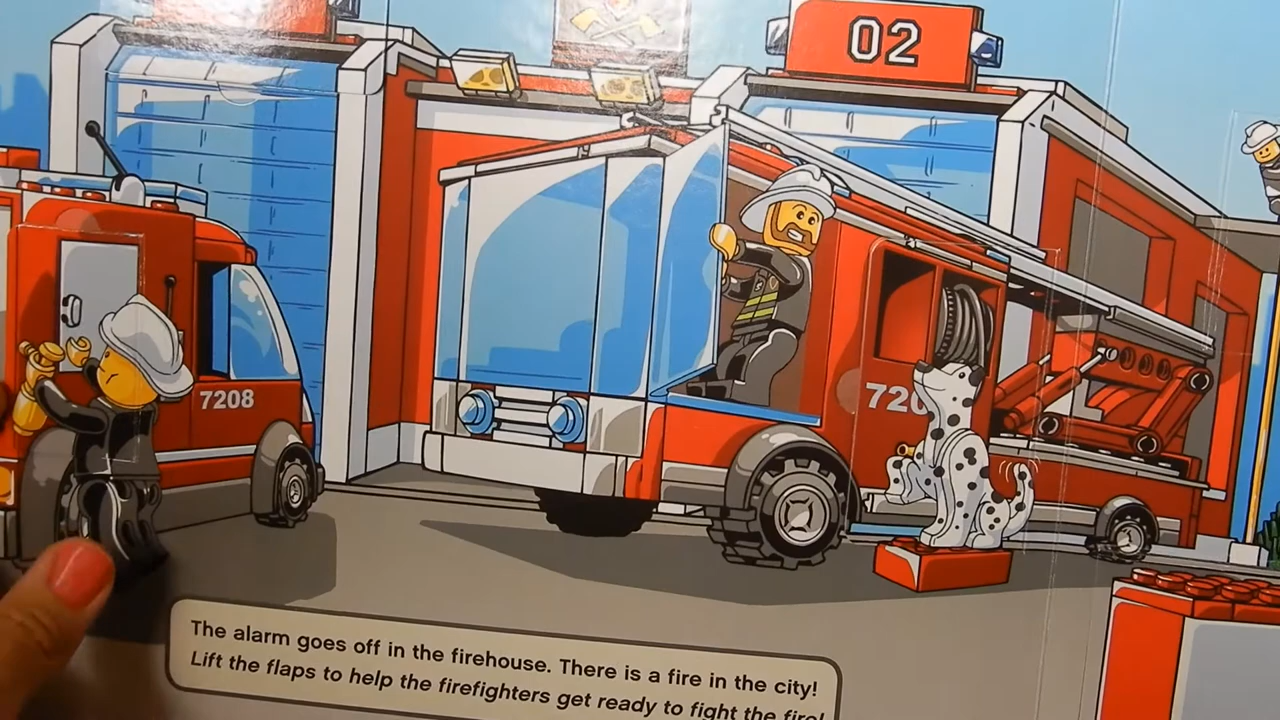 02
7208
720
The alarm goes off in the firehouse. There is a fire in the city!
Lift the flaps to help the firefighters get ready to fight the fire!